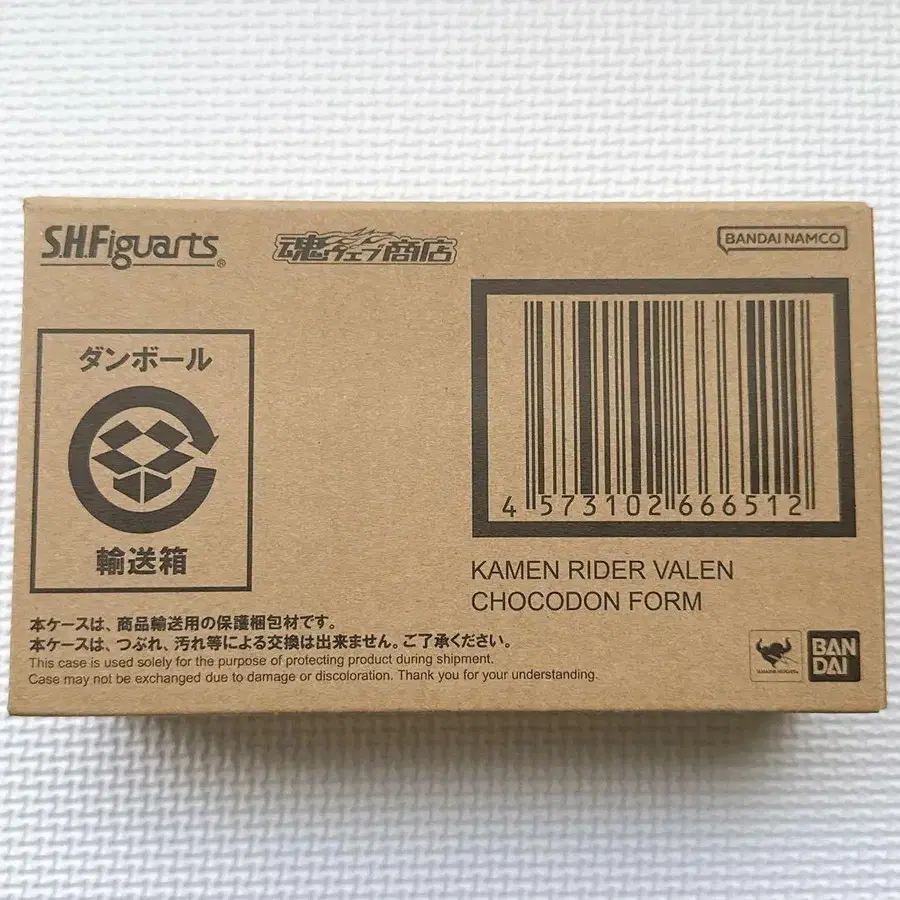 S.H.Figuarts®
魂ウェブ商店
BANDAI NAMCO
ダンボール
輸送箱
4 573102 666512
KAMEN RIDER VALEN
CHOCODON FORM
本ケースは、商品輸送用の保護梱包材です。
本ケースは、つぶれ、汚れ等による交換は出来ません。ご了承ください。
This case is used solely for the purpose of protecting product during shipment.
Case may not be exchanged due to damage or discoloration. Thank you for your understanding.
BAN
DAI